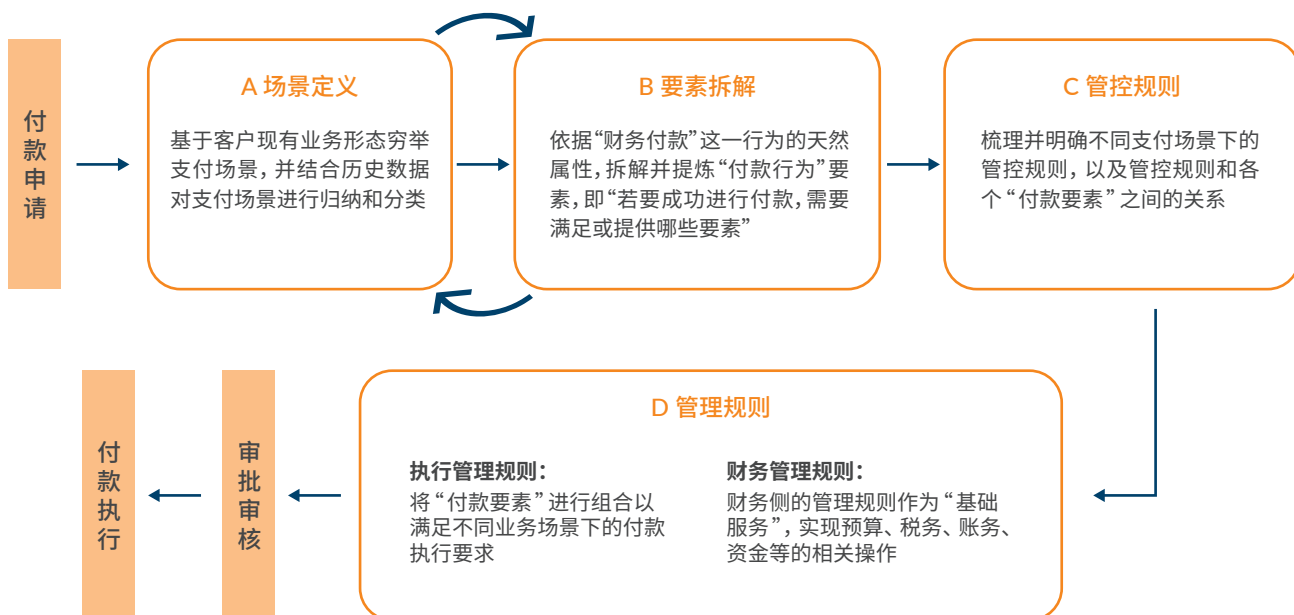 付款申请
A 场景定义
基于客户现有业务形态穷举
支付场景，并结合历史数据
对支付场景进行归纳和分类
B 要素拆解
依据“财务付款”这一行为的天然
属性，拆解并提炼“付款行为”要
素，即“若要成功进行付款，需要
满足或提供哪些要素”
C 管控规则
梳理并明确不同支付场景下的
管控规则，以及管控规则和各
个“付款要素”之间的关系
D 管理规则
执行管理规则：
将“付款要素”进行组合以
满足不同业务场景下的付款
执行要求
财务管理规则：
财务侧的管理规则作为“基础
服务”，实现预算、税务、账务、
资金等的相关操作
审批审核
付款执行